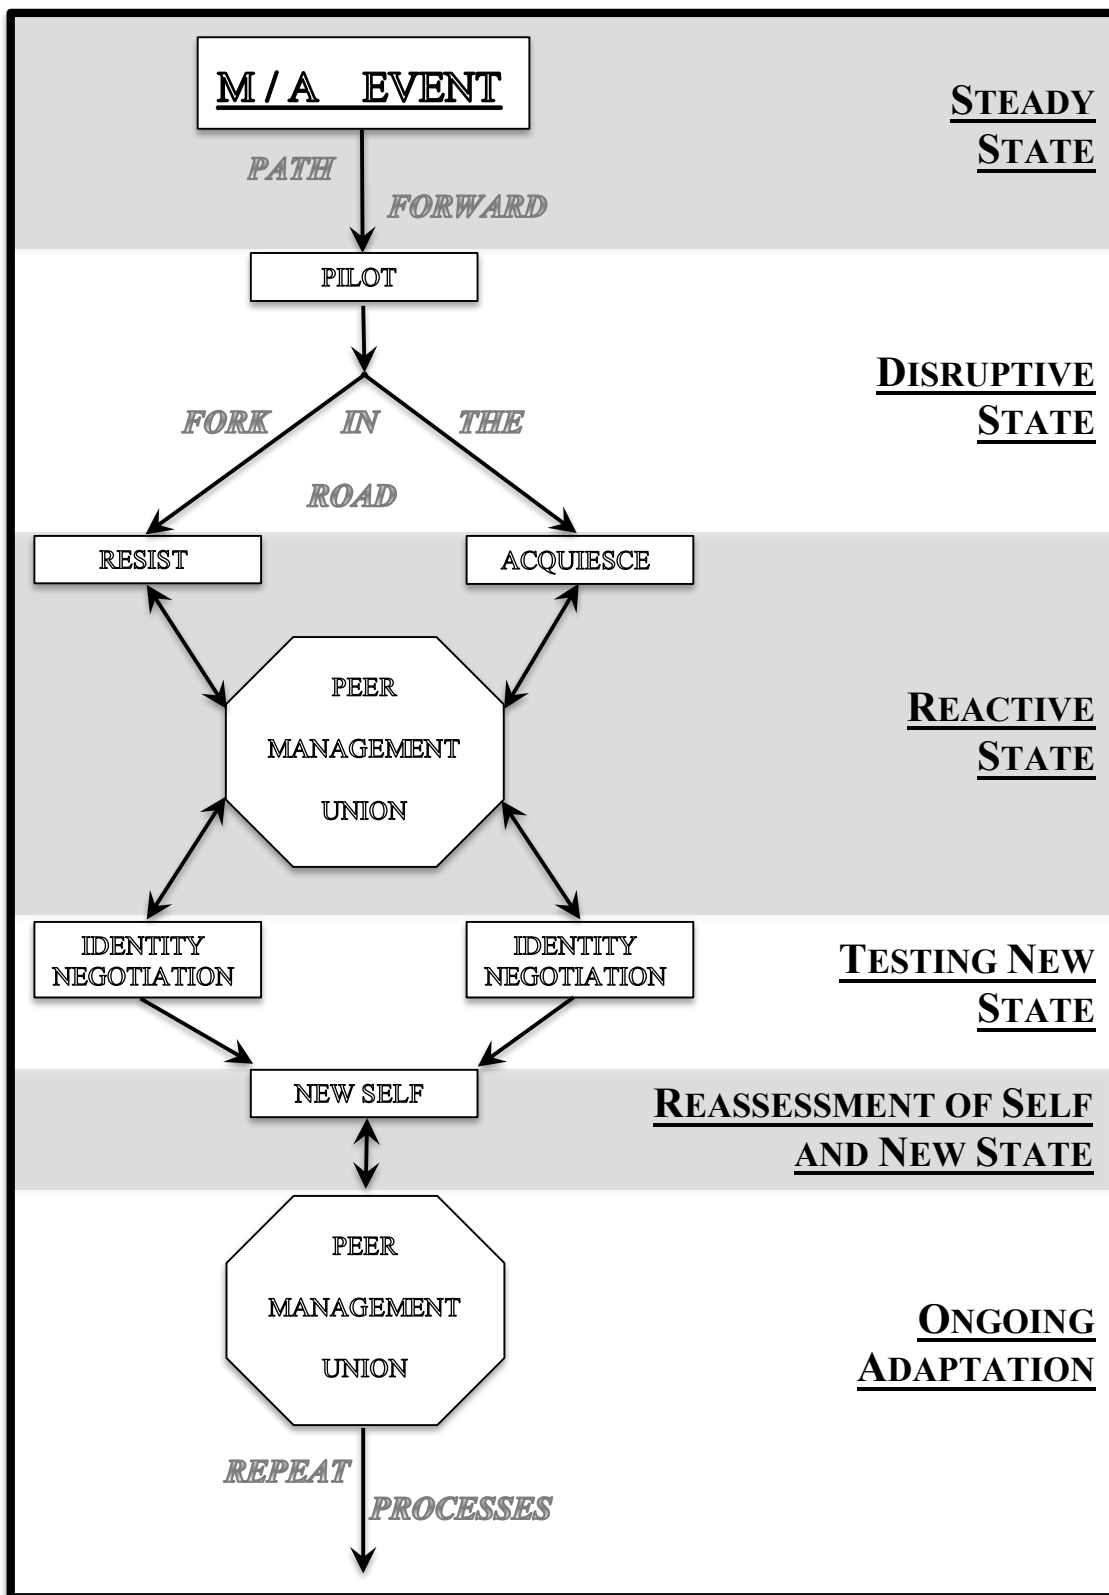 M / A EVENT
STEADY
STATE
PATH
FORWARD
PILOT
DISRUPTIVE
STATE
FORK IN THE
ROAD
RESIST
ACQUIESCE
PEER
MANAGEMENT
UNION
REACTIVE
STATE
IDENTITY
NEGOTIATION
IDENTITY
NEGOTIATION
TESTING NEW
STATE
NEW SELF
REASSESSMENT OF SELF
AND NEW STATE
PEER
MANAGEMENT
UNION
ONGOING
ADAPTATION
REPEAT
PROCESSES